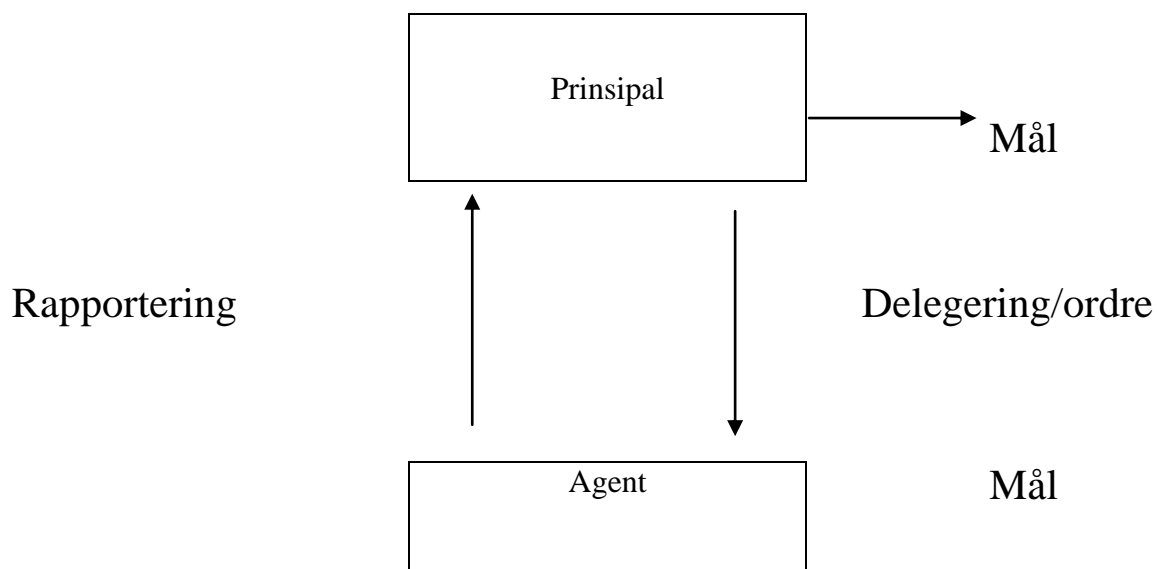 Prinsipal
Mål
Rapportering
Delegering/ordre
Agent
Mål